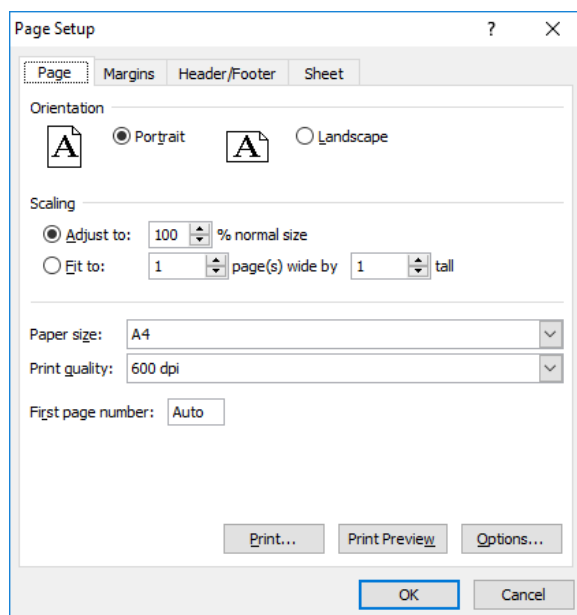 Page Setup ? X
Page Margins Header/Footer Sheet
Orientation
A Portrait A Landscape
Scaling
Adjust to: 100 % normal size
Fit to: 1 page(s) wide by 1 tall
Paper size: A4
Print quality: 600 dpi
First page number: Auto
Print... Print Preview Options...
OK Cancel